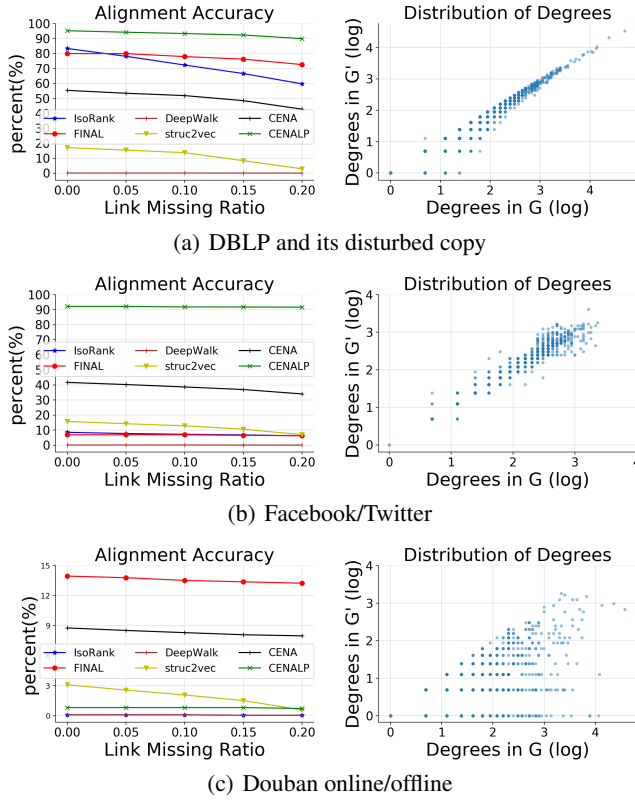 Alignment Accuracy
percent(%)
100
90
80
70
60
50
20
10
0
IsoRank DeepWalk CENA
FINAL struc2vec CENALP
0.00 0.05 0.10 0.15 0.20
Link Missing Ratio
Distribution of Degrees
Degrees in G' (log)
4
3
2
1
0
0 2 4
Degrees in G (log)
(a) DBLP and its disturbed copy
Alignment Accuracy
percent(%)
100
90
80
70
40
30
20
10
0
IsoRank DeepWalk CENA
FINAL struc2vec CENALP
0.00 0.05 0.10 0.15 0.20
Link Missing Ratio
Distribution of Degrees
Degrees in G' (log)
4
3
2
1
0
0 1 2 3 4
Degrees in G (log)
(b) Facebook/Twitter
Alignment Accuracy
percent(%)
15
9
3
0
IsoRank DeepWalk CENA
FINAL struc2vec CENALP
0.00 0.05 0.10 0.15 0.20
Link Missing Ratio
Distribution of Degrees
Degrees in G' (log)
4
3
2
1
0
0 1 2 3 4
Degrees in G (log)
(c) Douban online/offline